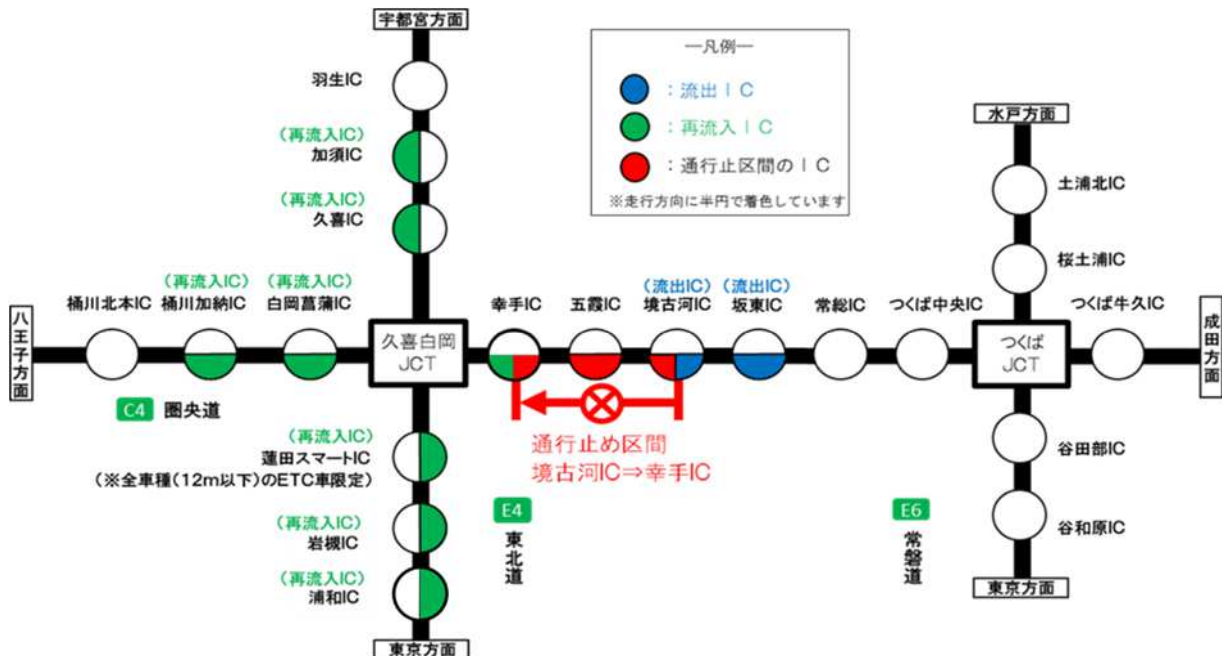 宇都宮方面
羽生IC
(再流入IC)
加須IC
(再流入IC)
久喜IC
―凡例―
：流出ＩＣ
：再流入ＩＣ
：通行止区間のＩＣ
※走行方向に半円で着色しています
水戸方面
土浦北IC
桜土浦IC
八王子方面
桶川北本IC
(再流入IC)
桶川加納IC
(再流入IC)
白岡菖蒲IC
久喜白岡
JCT
幸手IC
五霞IC
(流出IC)
境古河IC
(流出IC)
坂東IC
常総IC
つくば中央IC
つくば
JCT
つくば牛久IC
成田方面
C4 圏央道
通行止め区間
境古河IC⇒幸手IC
(再流入IC)
蓮田スマートIC
(※全車種(12m以下)のETC車限定)
(再流入IC)
岩槻IC
(再流入IC)
浦和IC
東京方面
E4
東北道
E6
常磐道
谷田部IC
谷和原IC
東京方面